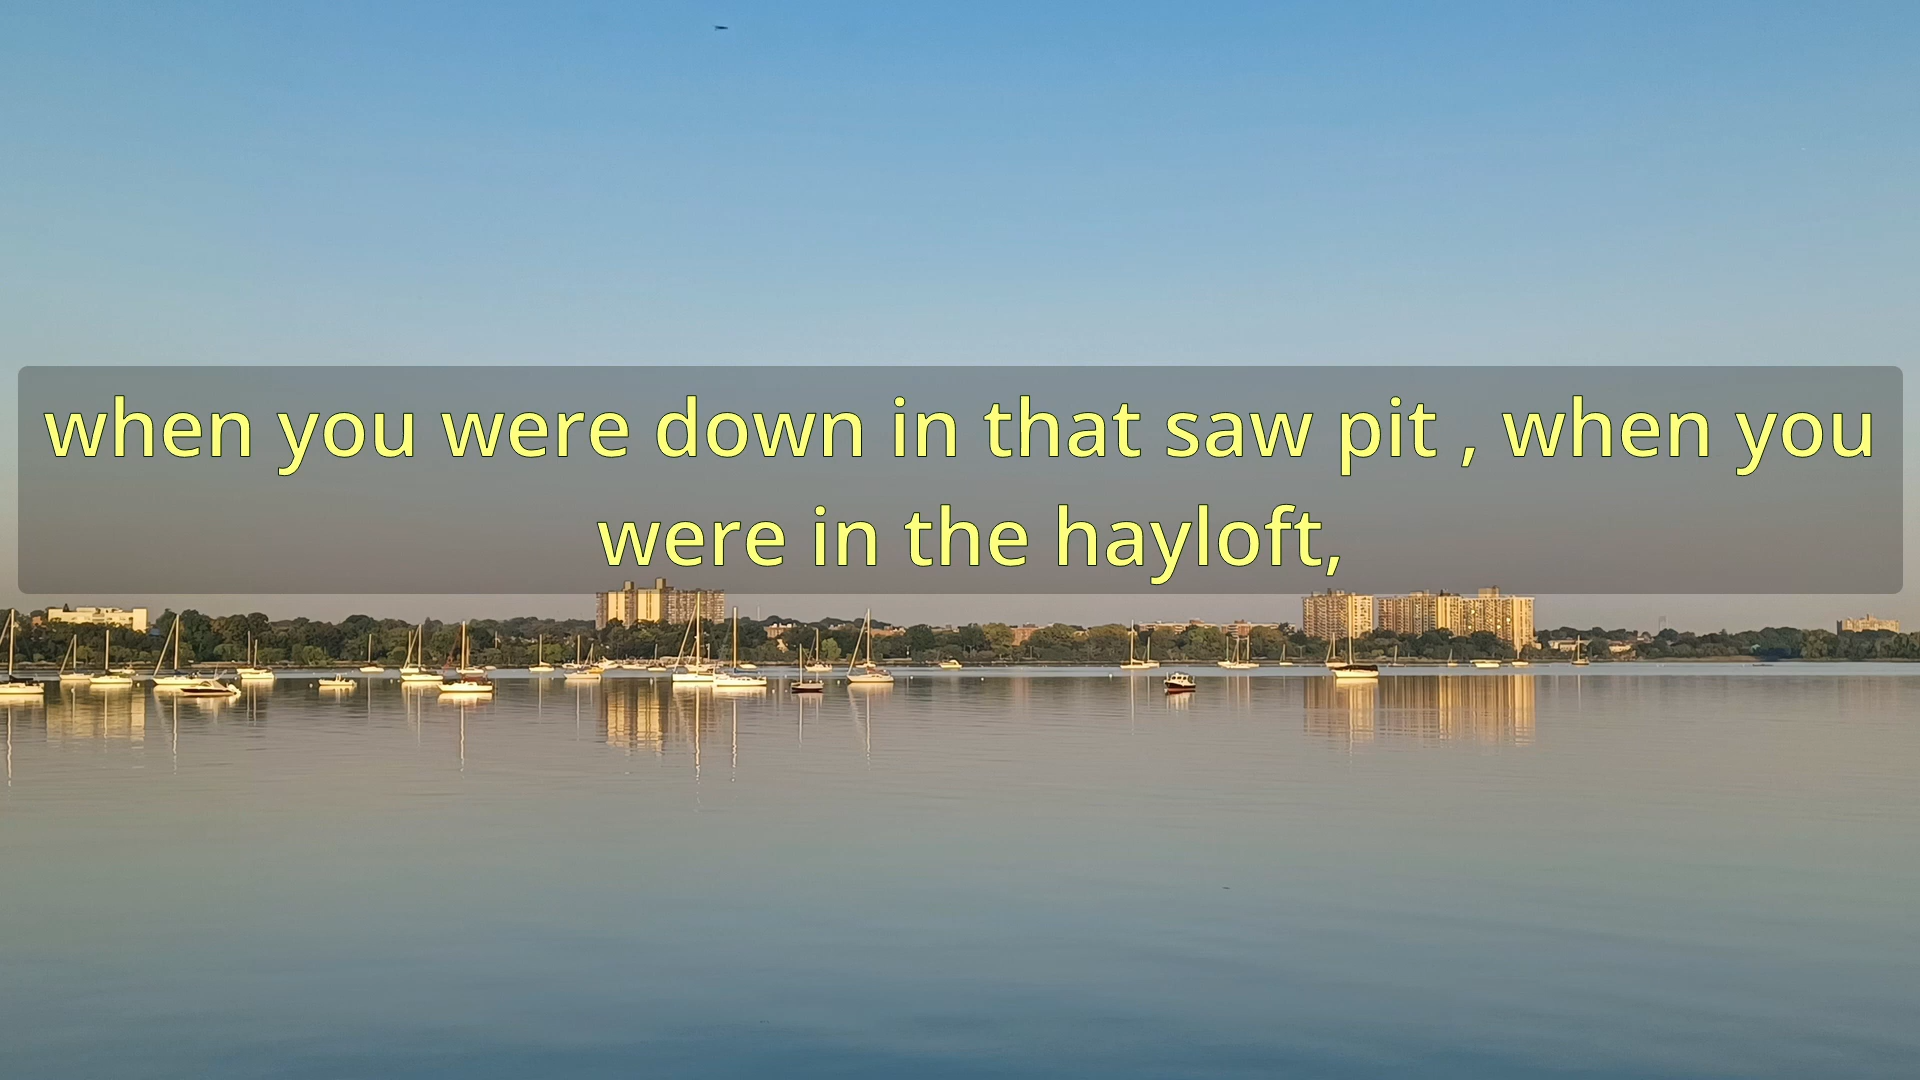 when you were down in that saw pit , when you
were in the hayloft,